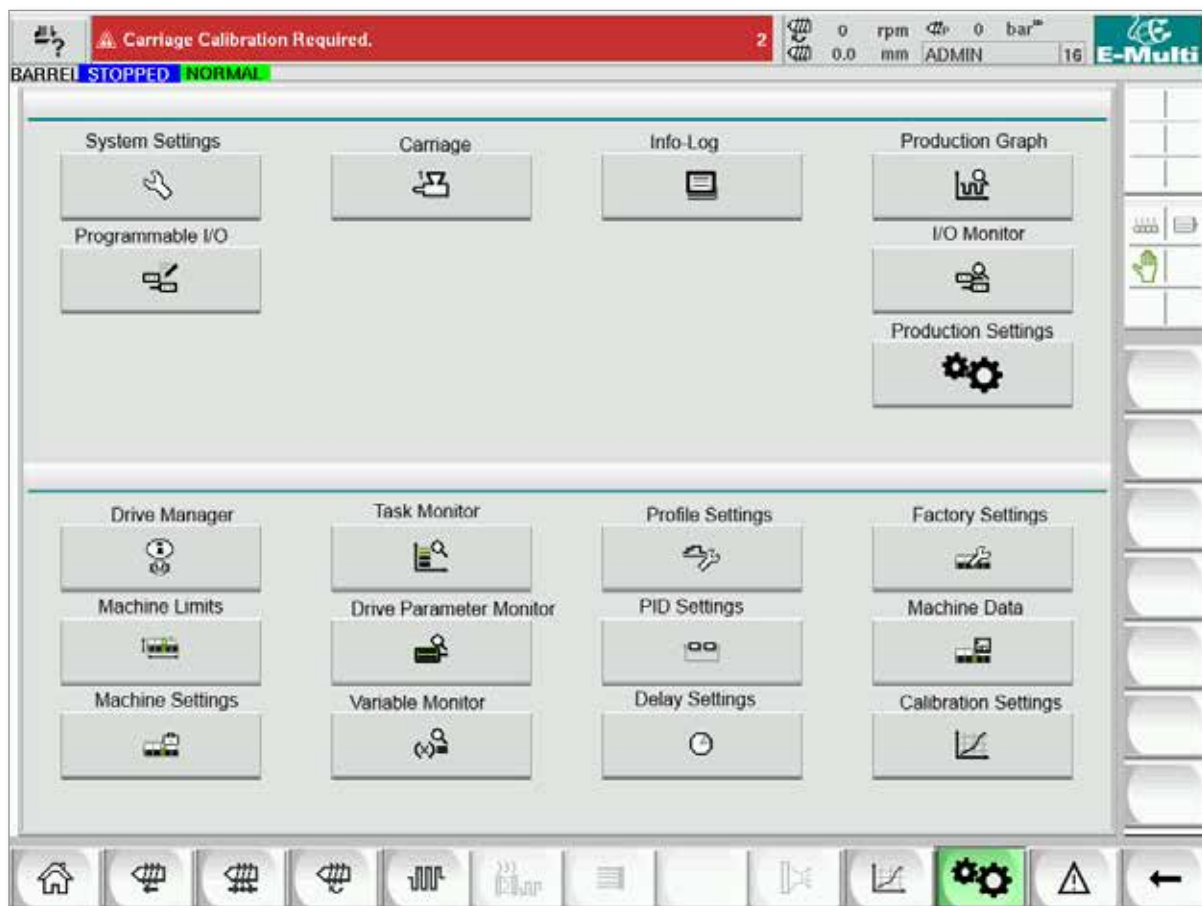 Carriage Calibration Required. 2
0 rpm 0 bar
0.0 mm ADMIN 16
E-Multi
BARREL STOPPED NORMAL
System Settings Carriage Info-Log Production Graph
Programmable I/O I/O Monitor
Production Settings
Drive Manager Task Monitor Profile Settings Factory Settings
Machine Limits Drive Parameter Monitor PID Settings Machine Data
Machine Settings Variable Monitor Delay Settings Calibration Settings